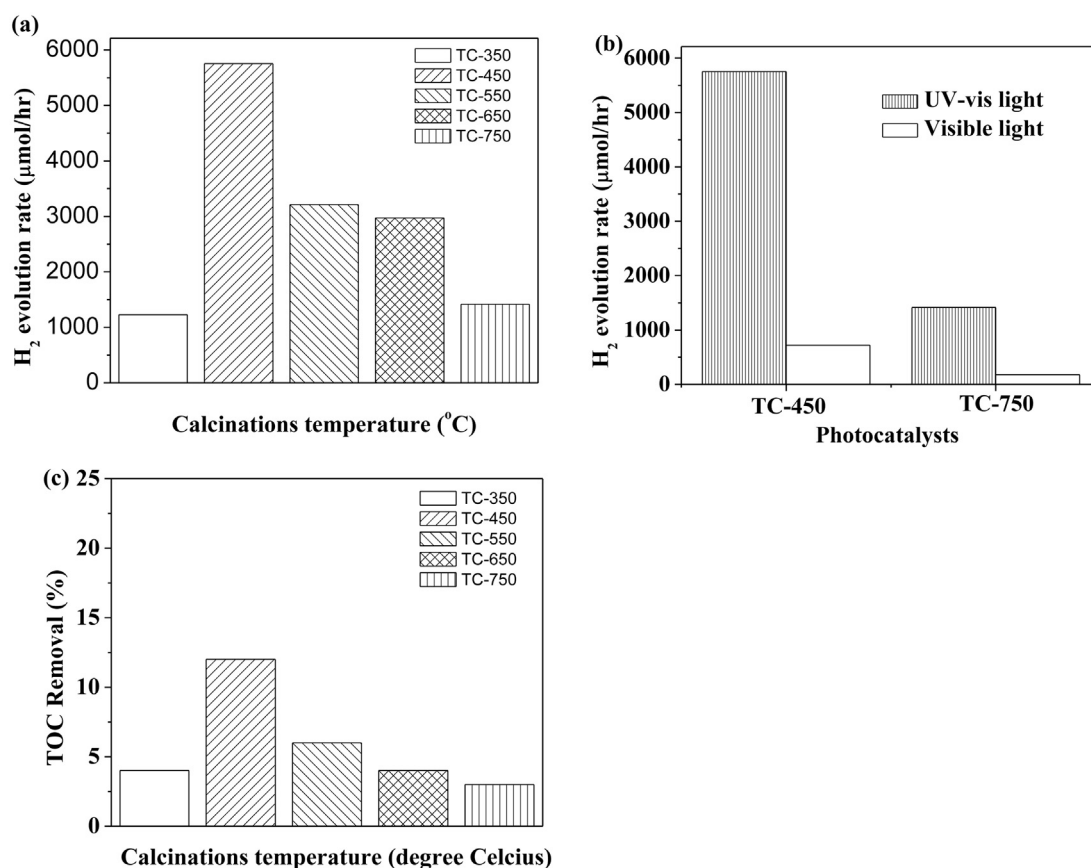 (a)
6000
5000
4000
3000
2000
1000
0
H2 evolution rate (μmol/hr)
TC-350
TC-450
TC-550
TC-650
TC-750
Calcinations temperature (°C)
(b)
6000
5000
4000
3000
2000
1000
0
H2 evolution rate (μmol/hr)
UV-vis light
Visible light
TC-450 TC-750
Photocatalysts
(c)
25
20
15
10
5
0
TOC Removal (%)
TC-350
TC-450
TC-550
TC-650
TC-750
Calcinations temperature (degree Celcius)